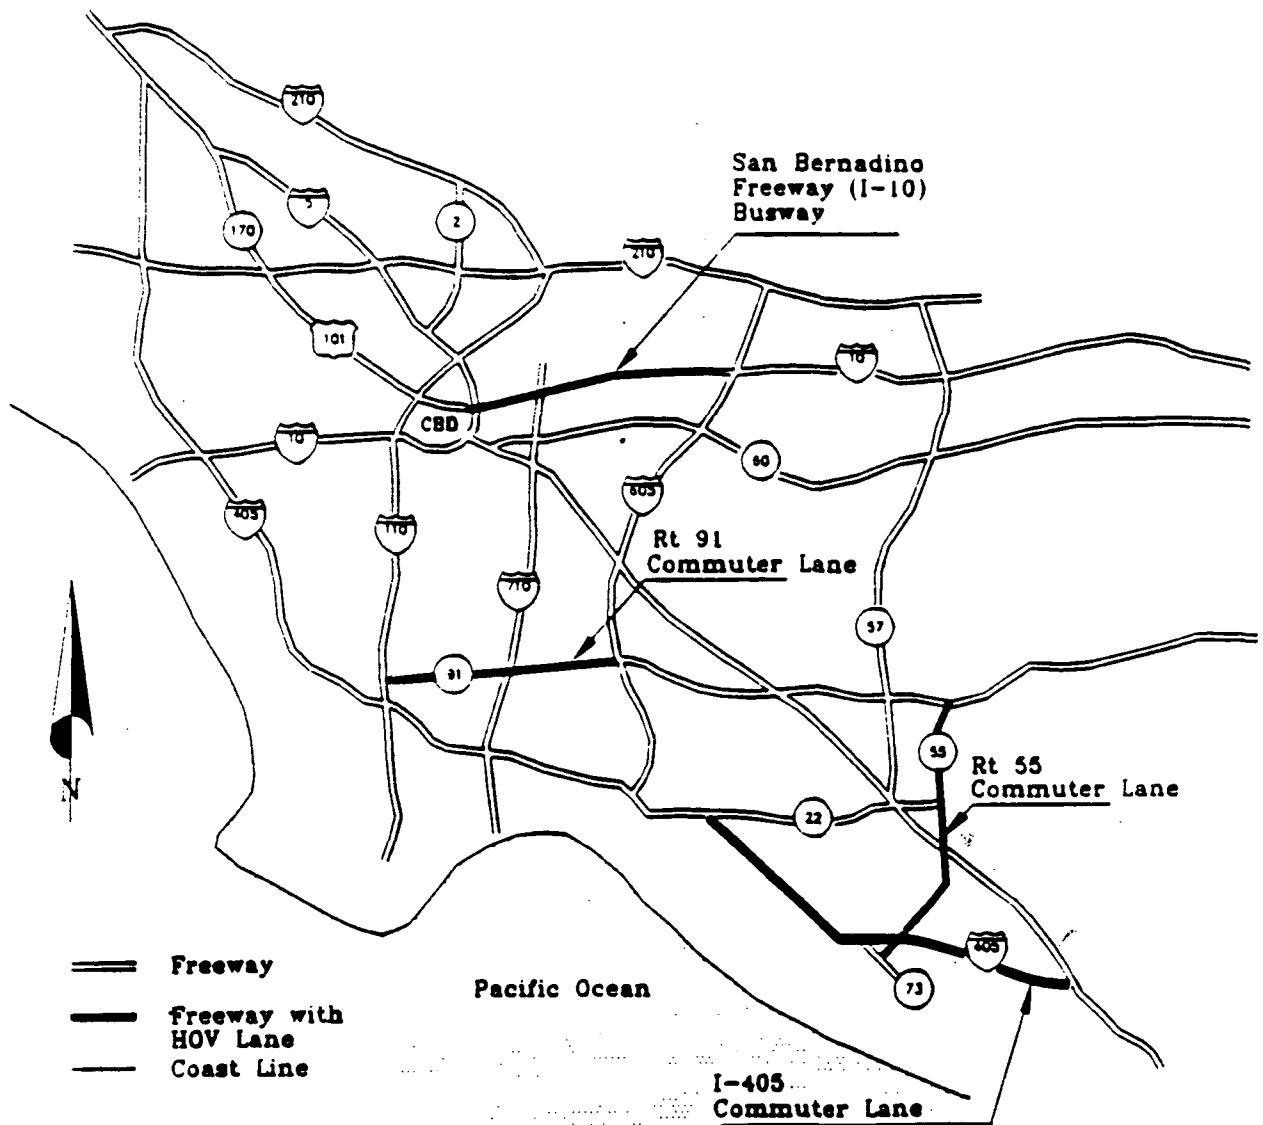 210
San Bernadino
Freeway (I-10)
Busway
5
2
170
210
101
10
CBD
10
60
605
405
110
Rt 91
Commuter Lane
710
57
91
55
Rt 55
Commuter Lane
N
22
405
Freeway
Pacific Ocean
73
Freeway with
HOV Lane
Coast Line
I-405
Commuter Lane